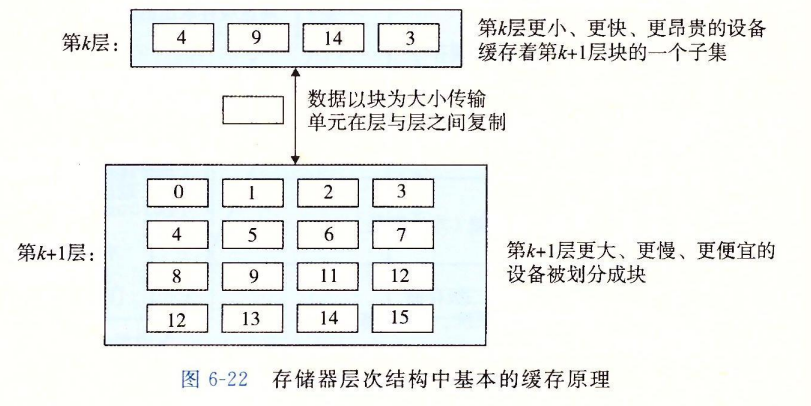 第k层：
4 9 14 3
第k层更小、更快、更昂贵的设备
缓存着第k+1层块的一个子集
数据以块为大小传输
单元在层与层之间复制
0 1 2 3
4 5 6 7
第k+1层：
8 9 11 12
12 13 14 15
第k+1层更大、更慢、更便宜的
设备被划分成块
图 6-22 存储器层次结构中基本的缓存原理